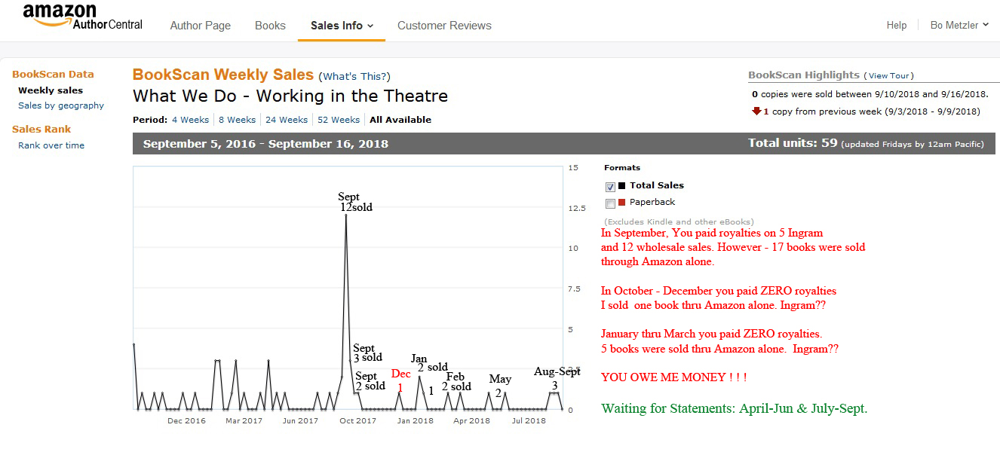 amazon
AuthorCentral
Author Page Books Sales Info Customer Reviews
Help Bo Metzler
BookScan Data
Weekly sales
Sales by geography
Sales Rank
Rank over time
BookScan Weekly Sales (What's This?)
What We Do - Working in the Theatre
Period: 4 Weeks 8 Weeks 24 Weeks 52 Weeks All Available
BookScan Highlights (View Tour)
0 copies were sold between 9/10/2018 and 9/16/2018.
1 copy from previous week (9/3/2018 - 9/9/2018)
September 5, 2016 - September 16, 2018
Total units: 59 (updated Fridays by 12am Pacific)
15
12.5
10
7.5
5
2.5
0
Sept
12sold
Sept
3 sold
Sept
2 sold
Dec
1
Jan
2 sold
1
Feb
2 sold
May
2
Aug-Sept
3
Dec 2016 Mar 2017 Jun 2017 Oct 2017 Jan 2018 Apr 2018 Jul 2018
Formats
Total Sales
Paperback
(Excludes Kindle and other eBooks)
In September, You paid royalties on 5 Ingram
and 12 wholesale sales. However - 17 books were sold
through Amazon alone.
In October - December you paid ZERO royalties
I sold one book thru Amazon alone. Ingram??
January thru March you paid ZERO royalties.
5 books were sold thru Amazon alone. Ingram??
YOU OWE ME MONEY ! ! !
Waiting for Statements: April-Jun & July-Sept.